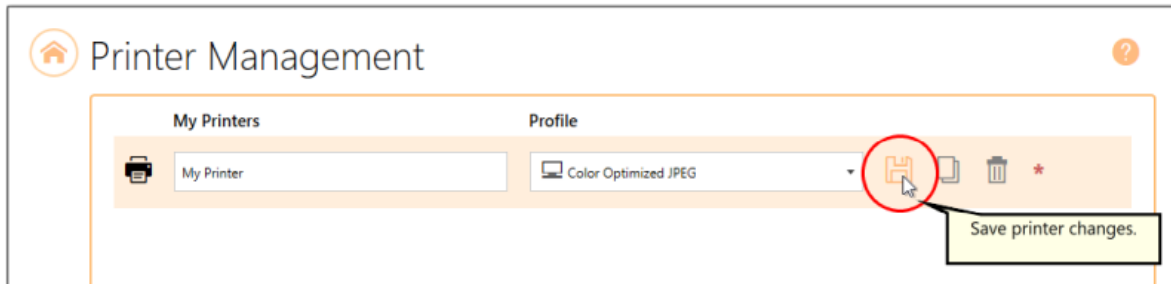 Printer Management
?
My Printers Profile
My Printer Color Optimized JPEG *
Save printer changes.